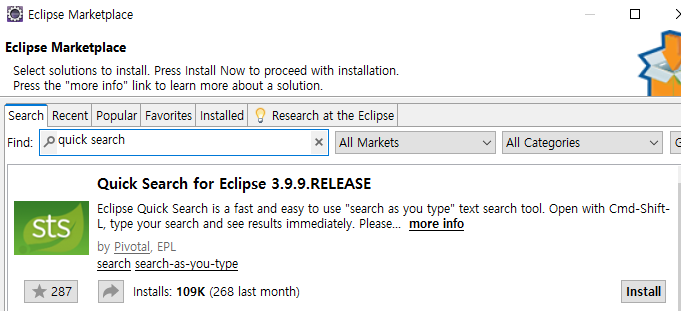 Eclipse Marketplace
Eclipse Marketplace
Select solutions to install. Press Install Now to proceed with installation.
Press the "more info" link to learn more about a solution.
Search Recent Popular Favorites Installed Research at the Eclipse
Find: quick search All Markets All Categories G
Quick Search for Eclipse 3.9.9.RELEASE
sts
Eclipse Quick Search is a fast and easy to use "search as you type" text search tool. Open with Cmd-Shift-
L, type your search and see results immediately. Please... more info
by Pivotal, EPL
search search-as-you-type
287 Installs: 109K (268 last month) Install